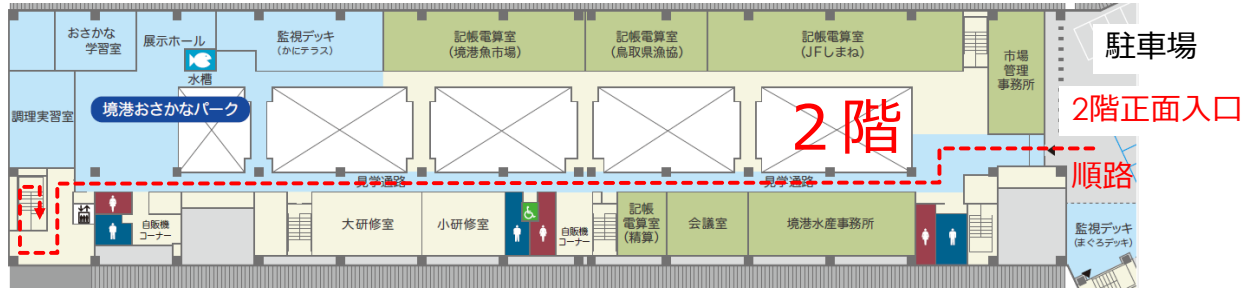 おさかな
学習室
展示ホール
水槽
監視デッキ
(かにテラス)
記帳電算室
(境港魚市場)
記帳電算室
(鳥取県漁協)
記帳電算室
(JFしまね)
市場
管理
事務所
駐車場
調理実習室
境港おさかなパーク
2階
2階正面入口
順路
見学通路
見学通路
自販機
コーナー
大研修室
小研修室
自販機
コーナー
記帳
電算室
(精算)
会議室
境港水産事務所
監視デッキ
(まぐろデッキ)